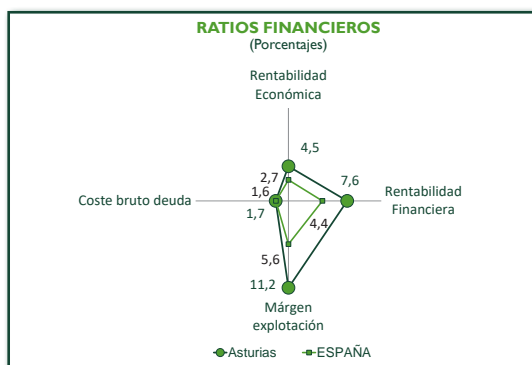 RATIOS FINANCIEROS
(Porcentajes)
Rentabilidad
Económica
4,5
2,7
7,6
1,6
Coste bruto deuda
Rentabilidad
Financiera
1,7
4,4
5,6
11,2
Márgen
explotación
Asturias
ESPAÑA